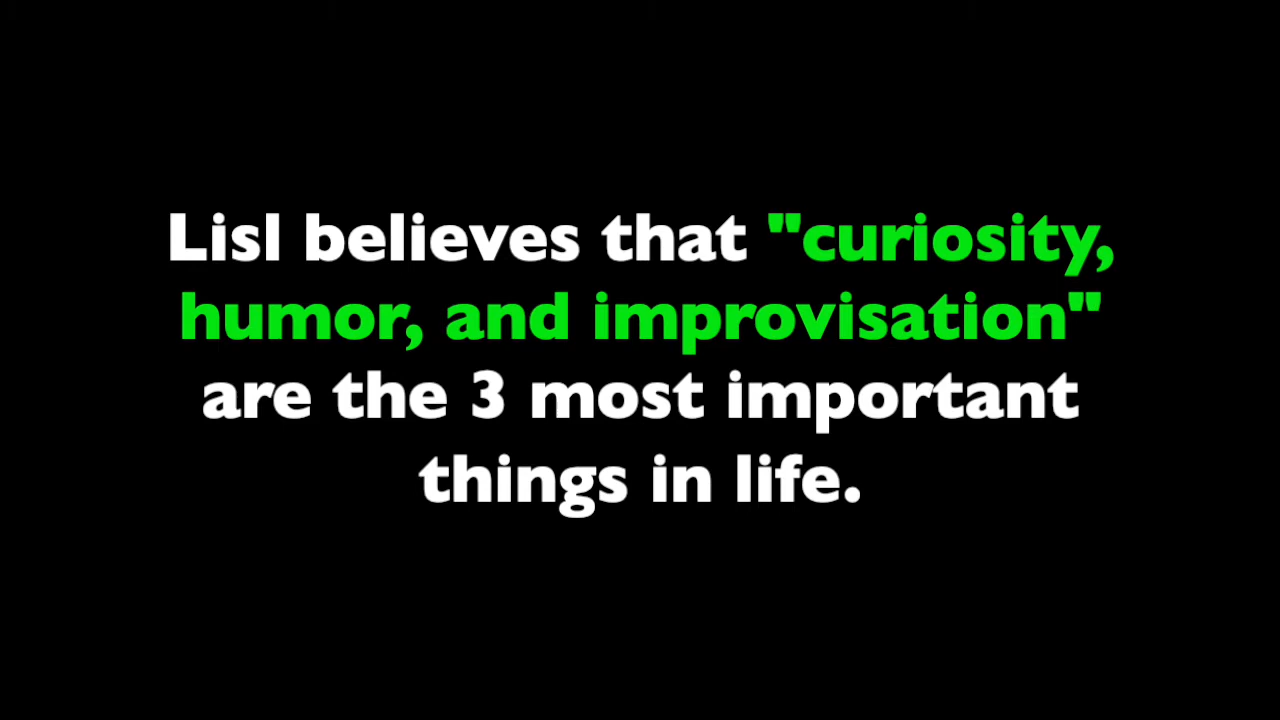 Lisl believes that "curiosity,
humor, and improvisation"
are the 3 most important
things in life.